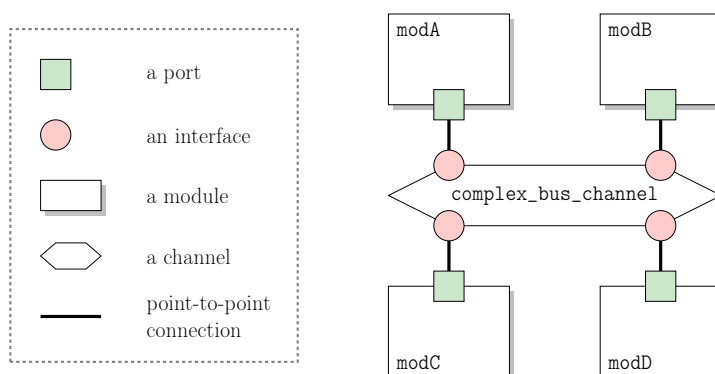 a port
an interface
a module
a channel
point-to-point
connection
modA
modB
complex_bus_channel
modC
modD